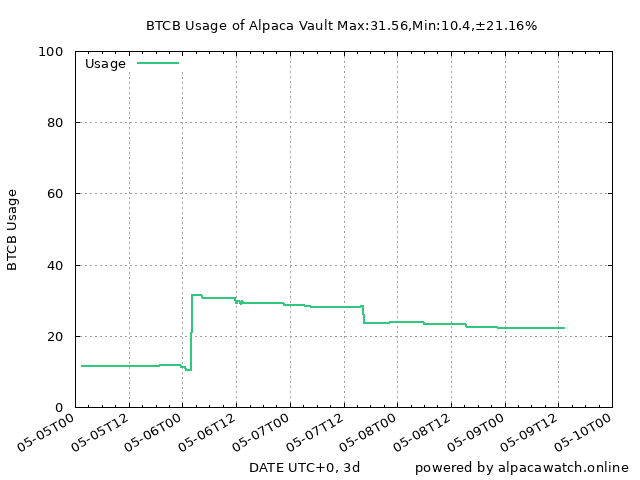 BTCB Usage of Alpaca Vault Max:31.56,Min:10.4,±21.16%
Usage
100
80
60
40
20
0
BTCB Usage
05-05T00
05-05T12
05-06T00
05-06T12
05-07T00
05-07T12
05-08T00
05-08T12
05-09T00
05-09T12
05-10T00
DATE UTC+0, 3d
powered by alpacawatch.online